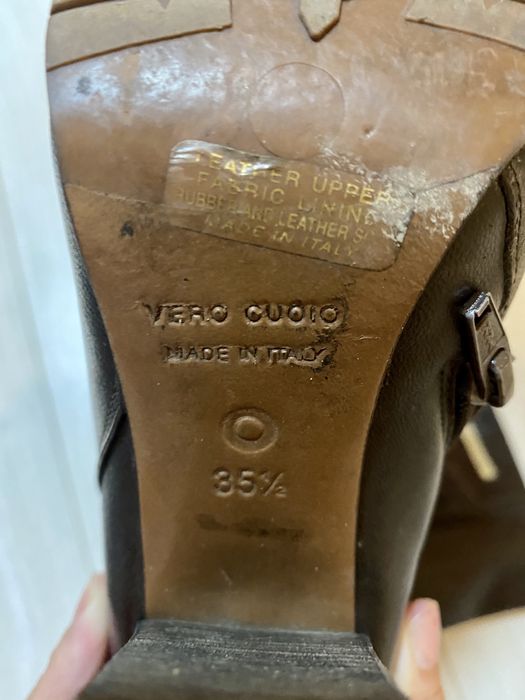 LEATHER UPPER
FABRIC LINING
RUBBER AND LEATHER S
MADE IN ITALY
VERO CUOIO
MADE IN ITALY
35½